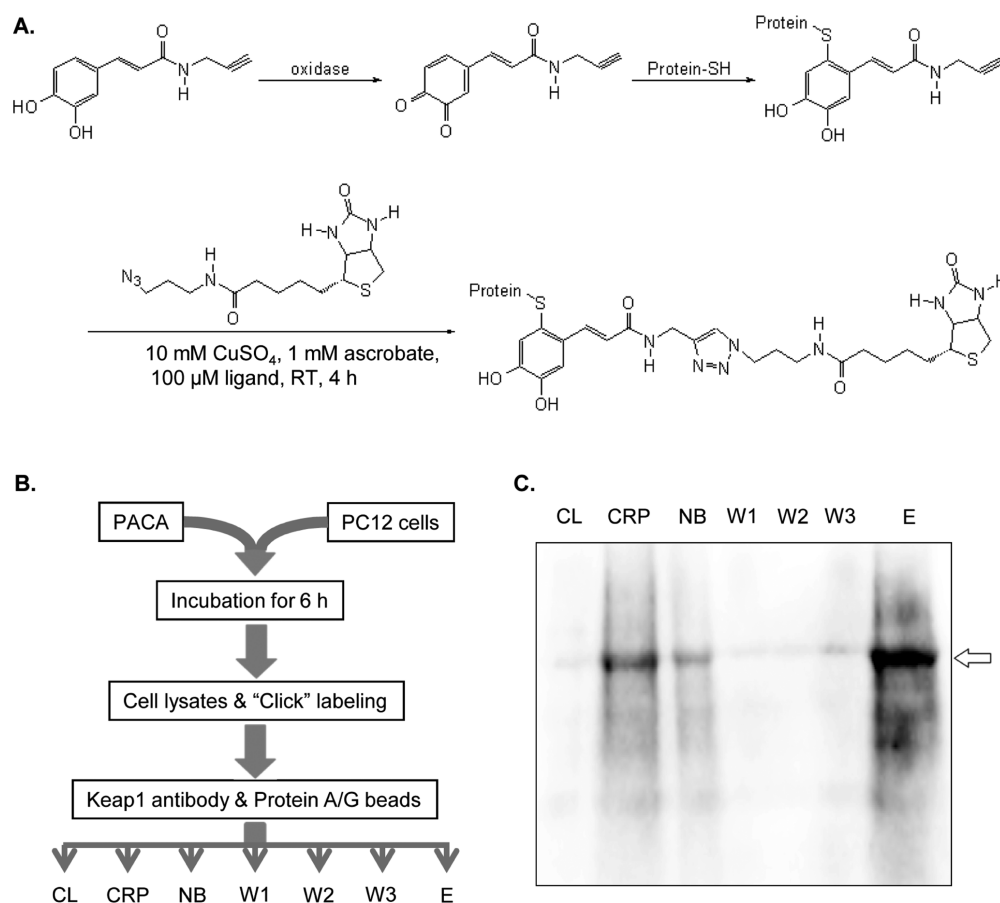 A.
oxidase
Protein-SH
Protein
S
O
N
H
HO
OH
O
N
H
O
O
O
N
H
HO
OH
O
H
N
N
H
S
H
N
N3
O
10 mM CuSO4, 1 mM ascrobate,
100 µM ligand, RT, 4 h
Protein
S
O
N
H
HO
OH
N
N=N
H
N
O
O
H
N
N
H
S
B.
PACA
PC12 cells
Incubation for 6 h
Cell lysates & “Click” labeling
Keap1 antibody & Protein A/G beads
CL CRP NB W1 W2 W3 E
C.
CL CRP NB W1 W2 W3 E